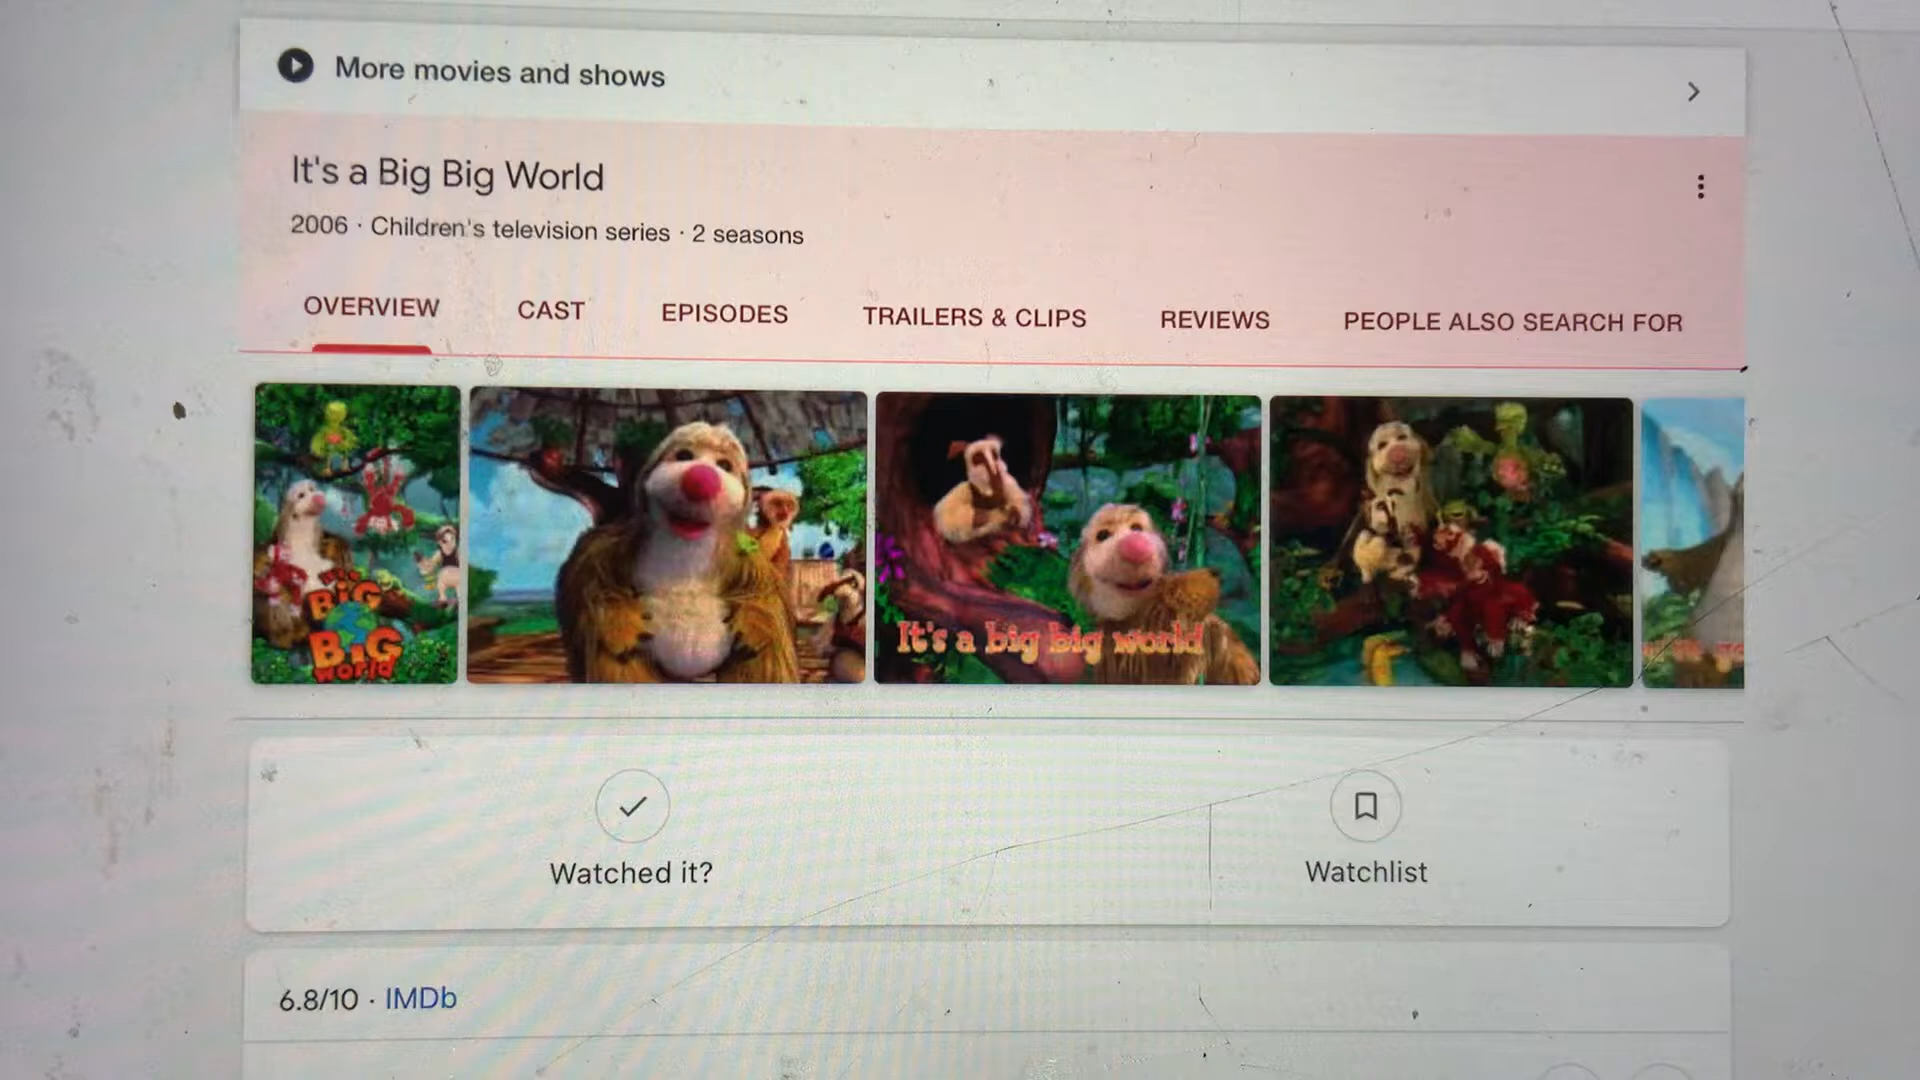 More movies and shows
It's a Big Big World
2006 · Children's television series · 2 seasons
OVERVIEW CAST EPISODES TRAILERS & CLIPS REVIEWS PEOPLE ALSO SEARCH FOR
BIG
BIG
World
It's a big big world
Watched it?
Watchlist
6.8/10 · IMDb